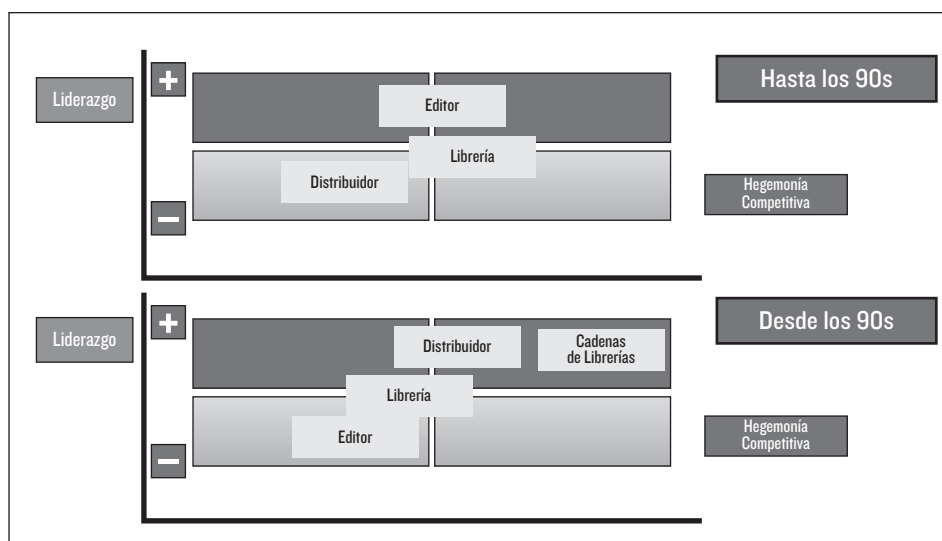 Hasta los 90s
Liderazgo
+
Editor
Librería
Distribuidor
Hegemonía
Competitiva
−
Desde los 90s
Liderazgo
+
Distribuidor
Cadenas
de Librerías
Librería
Editor
Hegemonía
Competitiva
−